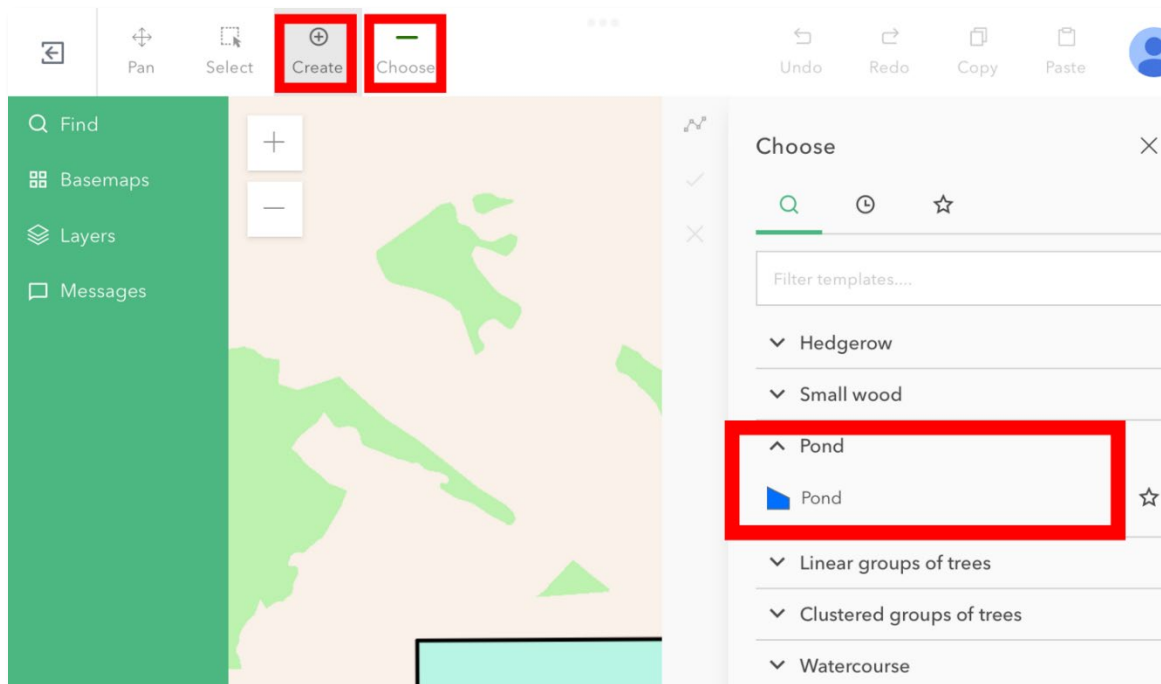 Pan
Select
Create
Choose
Undo
Redo
Copy
Paste
Find
Basemaps
Layers
Messages
Choose
Filter templates....
Hedgerow
Small wood
Pond
Pond
Linear groups of trees
Clustered groups of trees
Watercourse